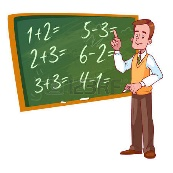 1+2= 5-3=
2+3= 6-2=
3+3= 4-1=